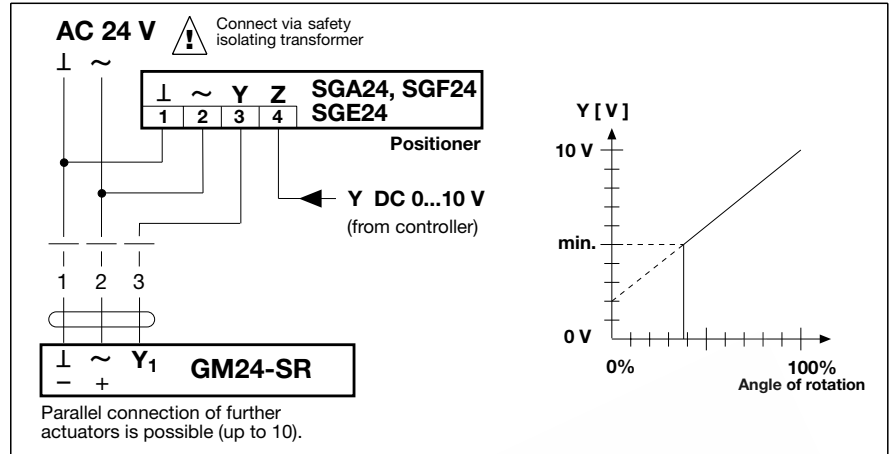 AC 24 V
Connect via safety
isolating transformer
!
⊥ ~
⊥ ~ Y Z
1 2 3 4
SGA24, SGF24
SGE24
Positioner
Y DC 0...10 V
(from controller)
1 2 3
⊥ ~ Y₁
– +
GM24-SR
Parallel connection of further
actuators is possible (up to 10).
Y [ V ]
10 V
min.
0 V
0% 100%
Angle of rotation